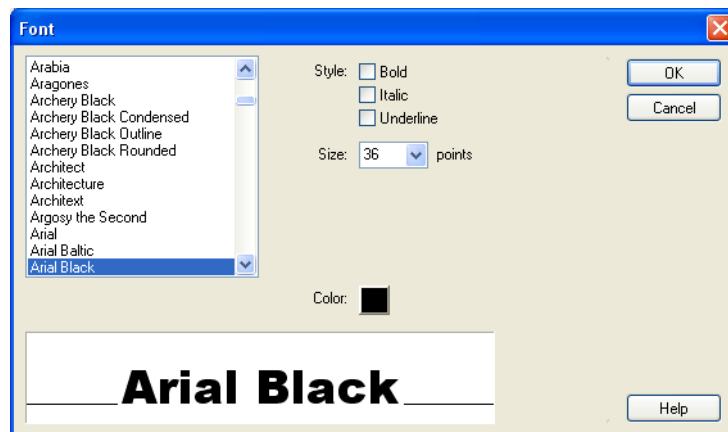 Font
Arabia
Aragones
Archery Black
Archery Black Condensed
Archery Black Outline
Archery Black Rounded
Architect
Architecture
Architext
Argosy the Second
Arial
Arial Baltic
Arial Black
Style:
Bold
Italic
Underline
Size: 36 points
Color:
OK
Cancel
Arial Black
Help